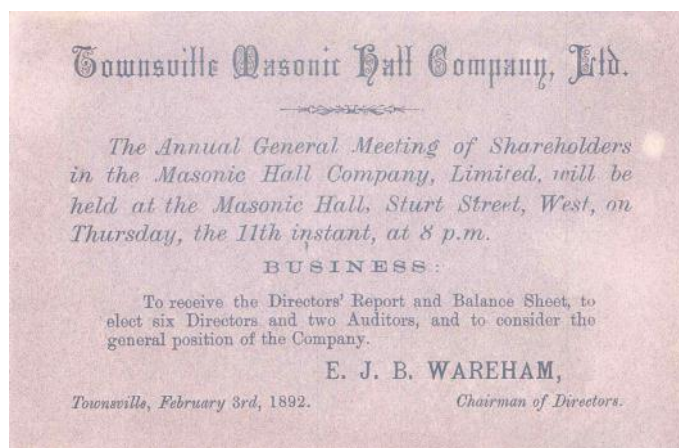 Townsville Masonic Hall Company, Ltd.
The Annual General Meeting of Shareholders
in the Masonic Hall Company, Limited, will be
held at the Masonic Hall, Sturt Street, West, on
Thursday, the 11th instant, at 8 p.m.
BUSINESS:
To receive the Directors' Report and Balance Sheet, to
elect six Directors and two Auditors, and to consider the
general position of the Company.
E. J. B. WAREHAM,
Townsville, February 3rd, 1892. Chairman of Directors.